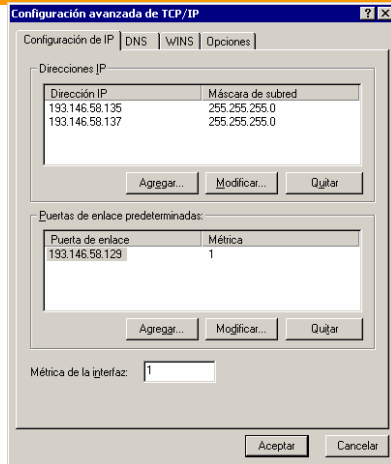 Configuración avanzada de TCP/IP
Configuración de IP DNS WINS Opciones
Direcciones IP
Dirección IP Máscara de subred
193.146.58.135 255.255.255.0
193.146.58.137 255.255.255.0
Agregar... Modificar... Quitar
Puertas de enlace predeterminadas:
Puerta de enlace Métrica
193.146.58.129 1
Agregar... Modificar... Quitar
Métrica de la interfaz: 1
Aceptar Cancelar